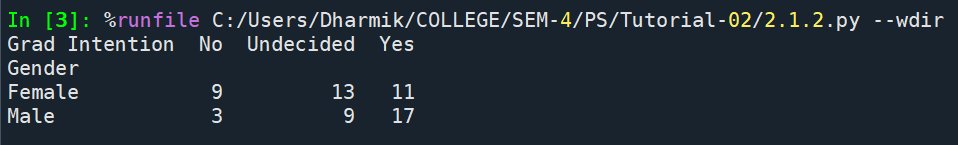 In [3]: %runfile C:/Users/Dharmik/COLLEGE/SEM-4/PS/Tutorial-02/2.1.2.py --wdir
Grad Intention  No  Undecided  Yes
Gender
Female           9         13   11
Male             3          9   17